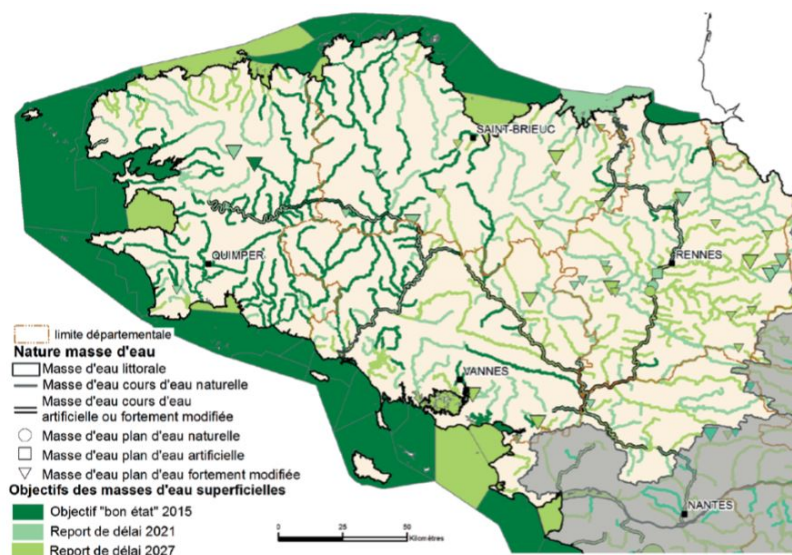 SAINT-BRIEUC
QUIMPER
RENNES
VANNES
NANTES
limite départementale
Nature masse d'eau
Masse d'eau littorale
Masse d'eau cours d'eau naturelle
Masse d'eau cours d'eau
artificielle ou fortement modifiée
Masse d'eau plan d'eau naturelle
Masse d'eau plan d'eau artificielle
Masse d'eau plan d'eau fortement modifiée
Objectifs des masses d'eau superficielles
Objectif "bon état" 2015
Report de délai 2021
Report de délai 2027
0 25 50
Kilomètres